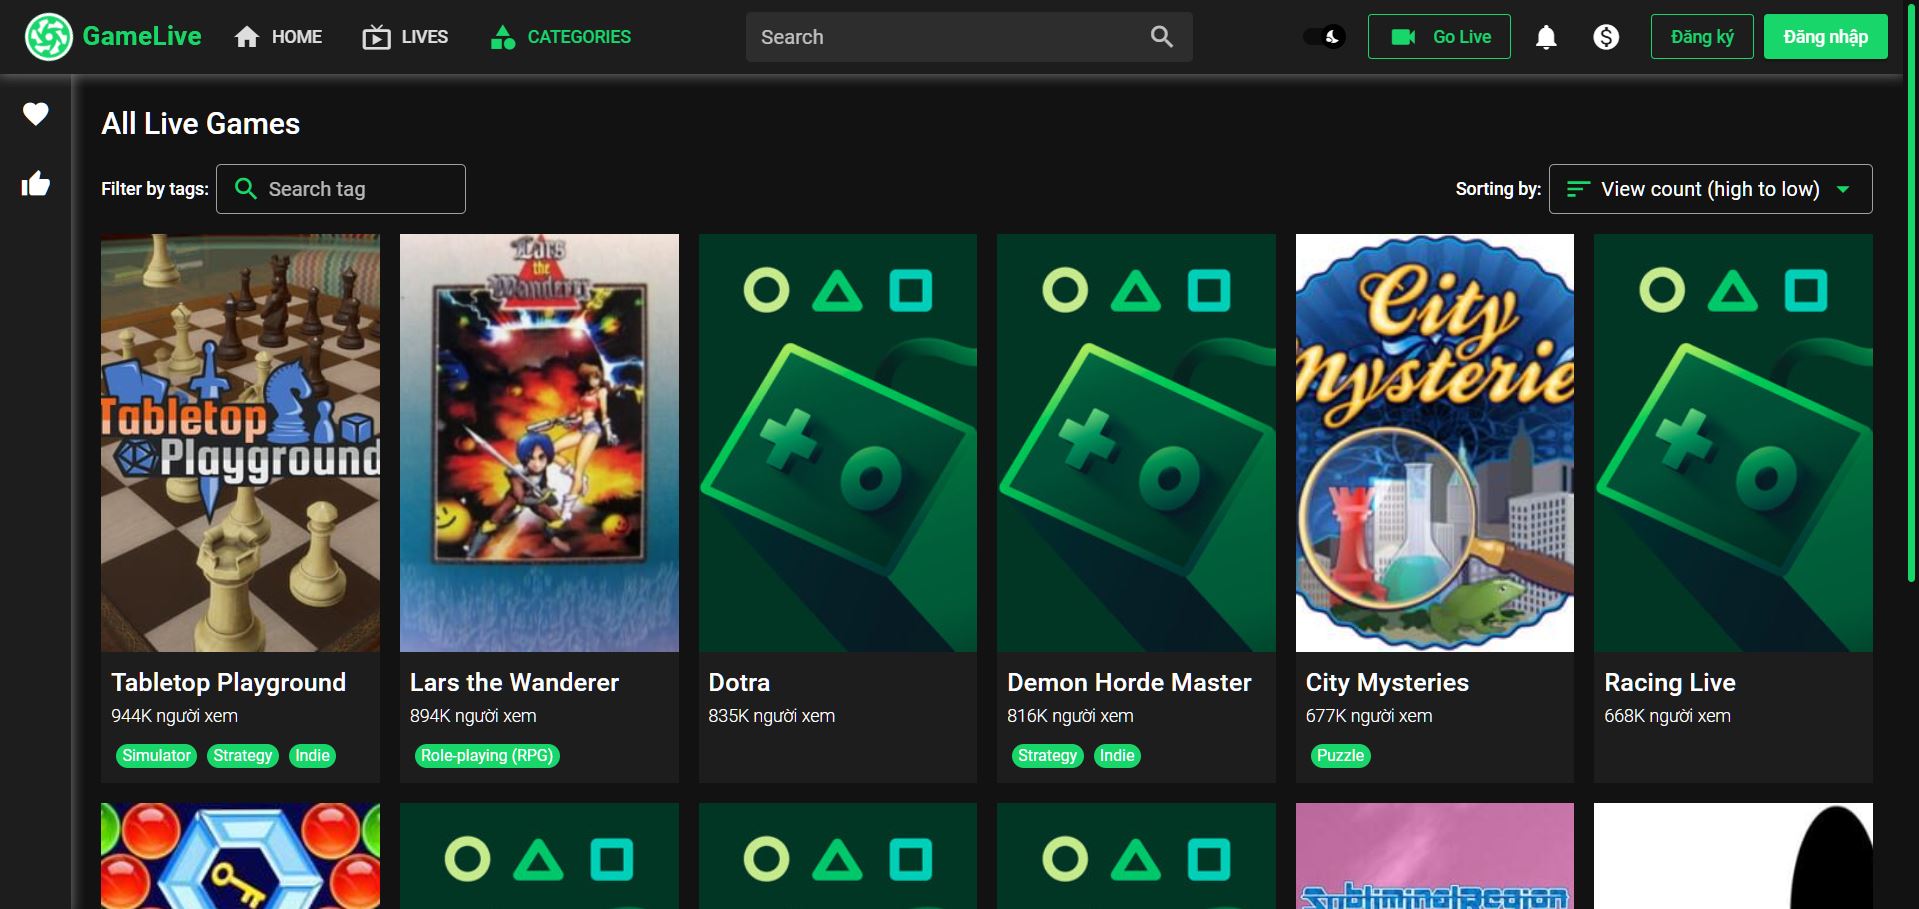 GameLive
HOME
LIVES
CATEGORIES
Search
Go Live
Đăng ký
Đăng nhập
All Live Games
Filter by tags:
Search tag
Sorting by:
View count (high to low)
Tabletop
Playground
Lars
the
Wanderer
City
Mysterie
Tabletop Playground
944K người xem
Simulator
Strategy
Indie
Lars the Wanderer
894K người xem
Role-playing (RPG)
Dotra
835K người xem
Demon Horde Master
816K người xem
Strategy
Indie
City Mysteries
677K người xem
Puzzle
Racing Live
668K người xem
Subliminal Region